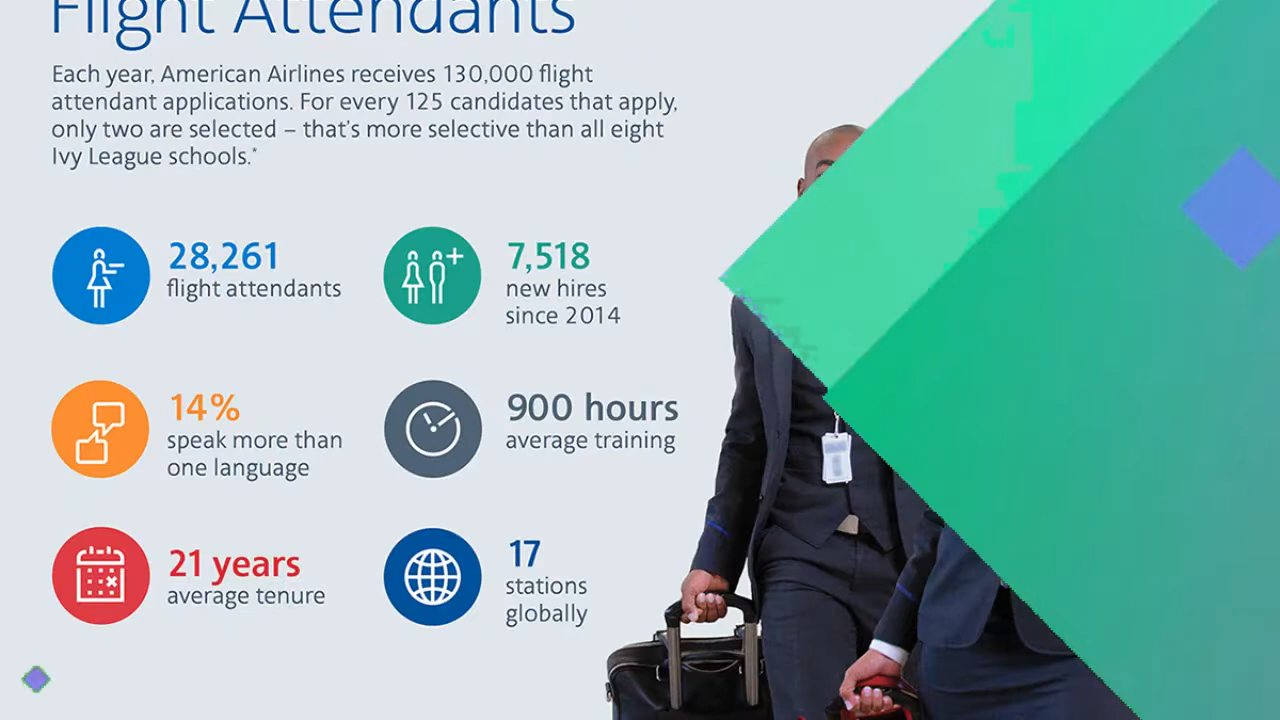 Flight Attendants
Each year, American Airlines receives 130,000 flight
attendant applications. For every 125 candidates that apply,
only two are selected – that's more selective than all eight
Ivy League schools.*
28,261
flight attendants
7,518
new hires
since 2014
14%
speak more than
one language
900 hours
average training
21 years
average tenure
17
stations
globally